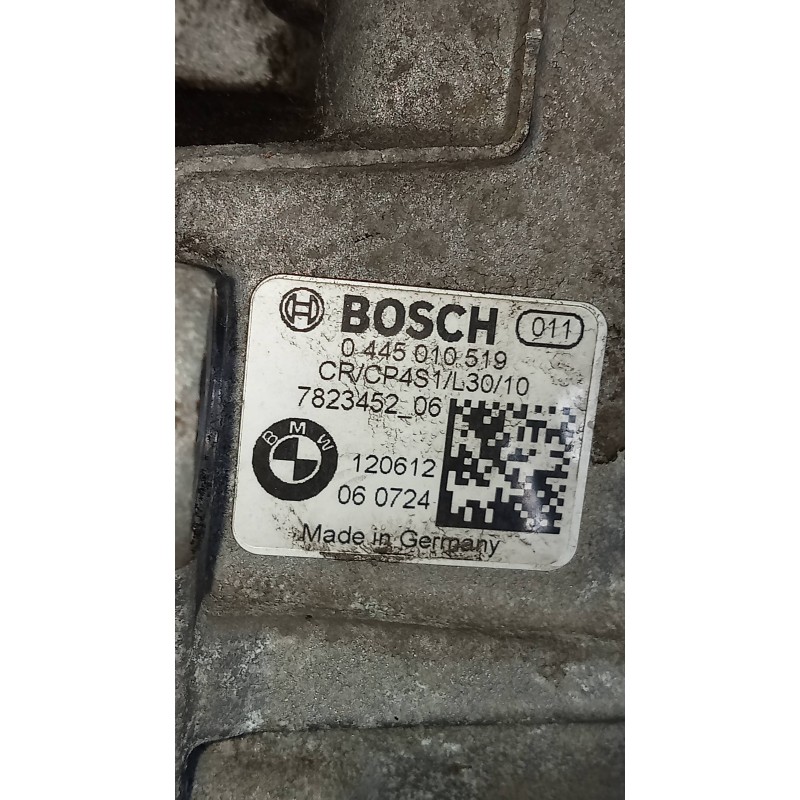 BOSCH 011
0 445 010 519
CR/CP4S1/L30/10
7823452_06
BMW
120612
06 0724
Made in Germany